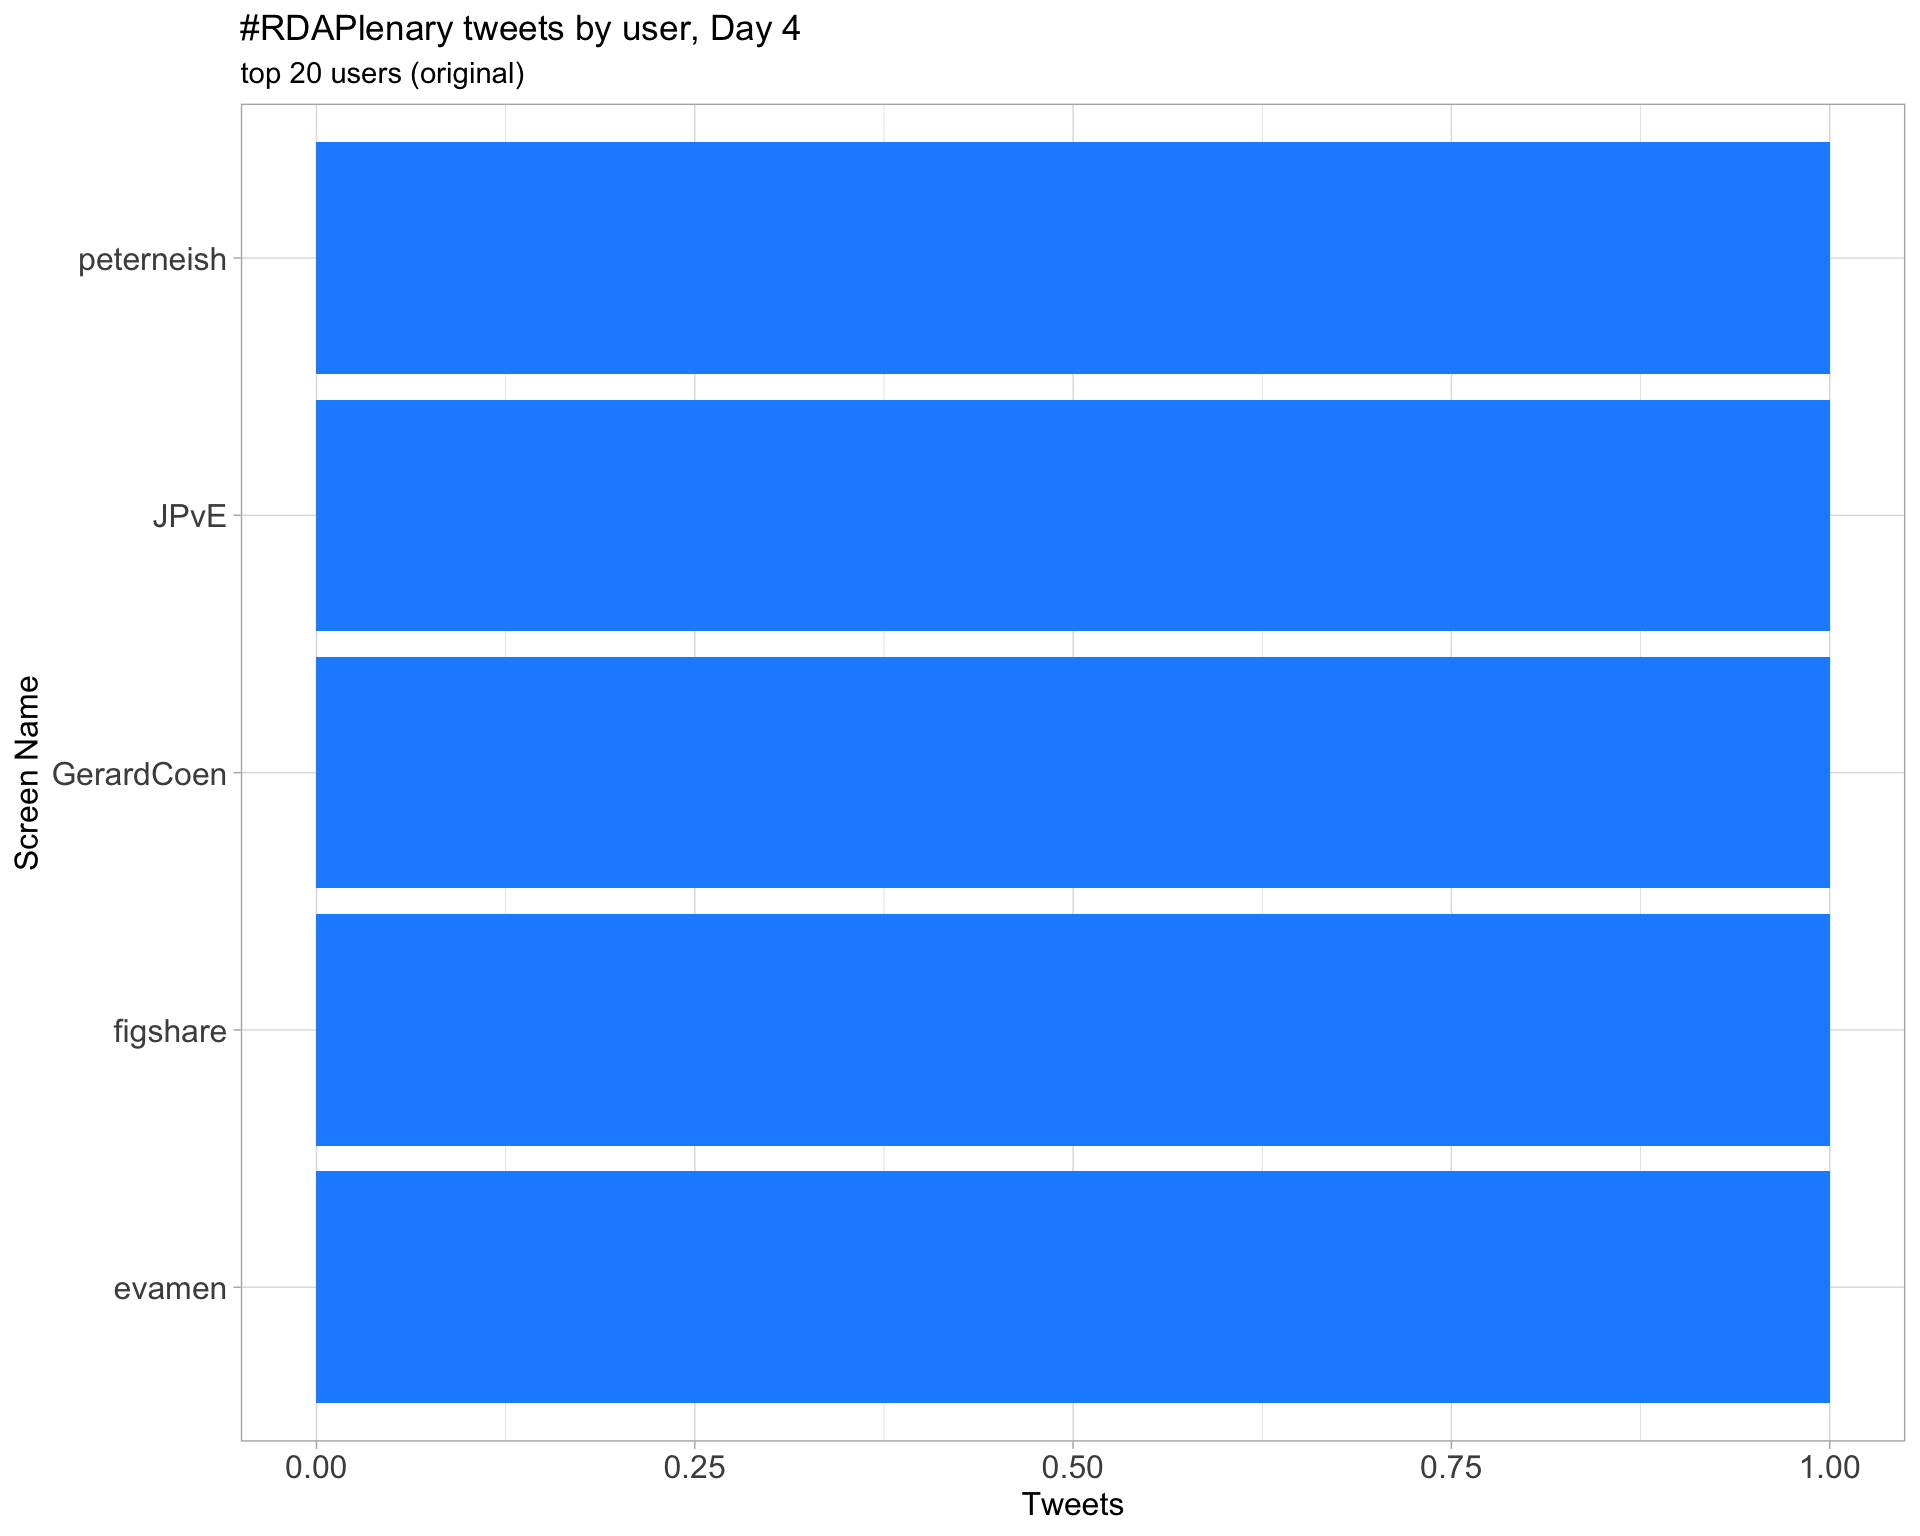 #RDAPlenary tweets by user, Day 4
top 20 users (original)
Screen Name
peterneish
JPvE
GerardCoen
figshare
evamen
0.00 0.25 0.50 0.75 1.00
Tweets